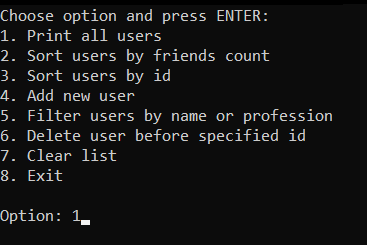 Choose option and press ENTER:
1. Print all users
2. Sort users by friends count
3. Sort users by id
4. Add new user
5. Filter users by name or profession
6. Delete user before specified id
7. Clear list
8. Exit
Option: 1